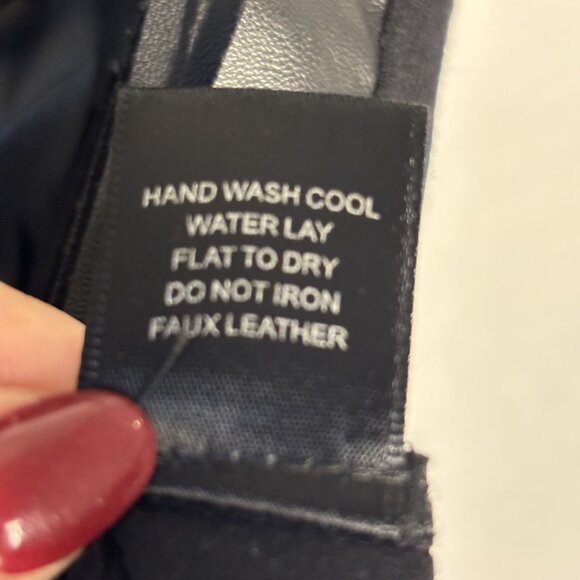 HAND WASH COOL
WATER LAY
FLAT TO DRY
DO NOT IRON
FAUX LEATHER